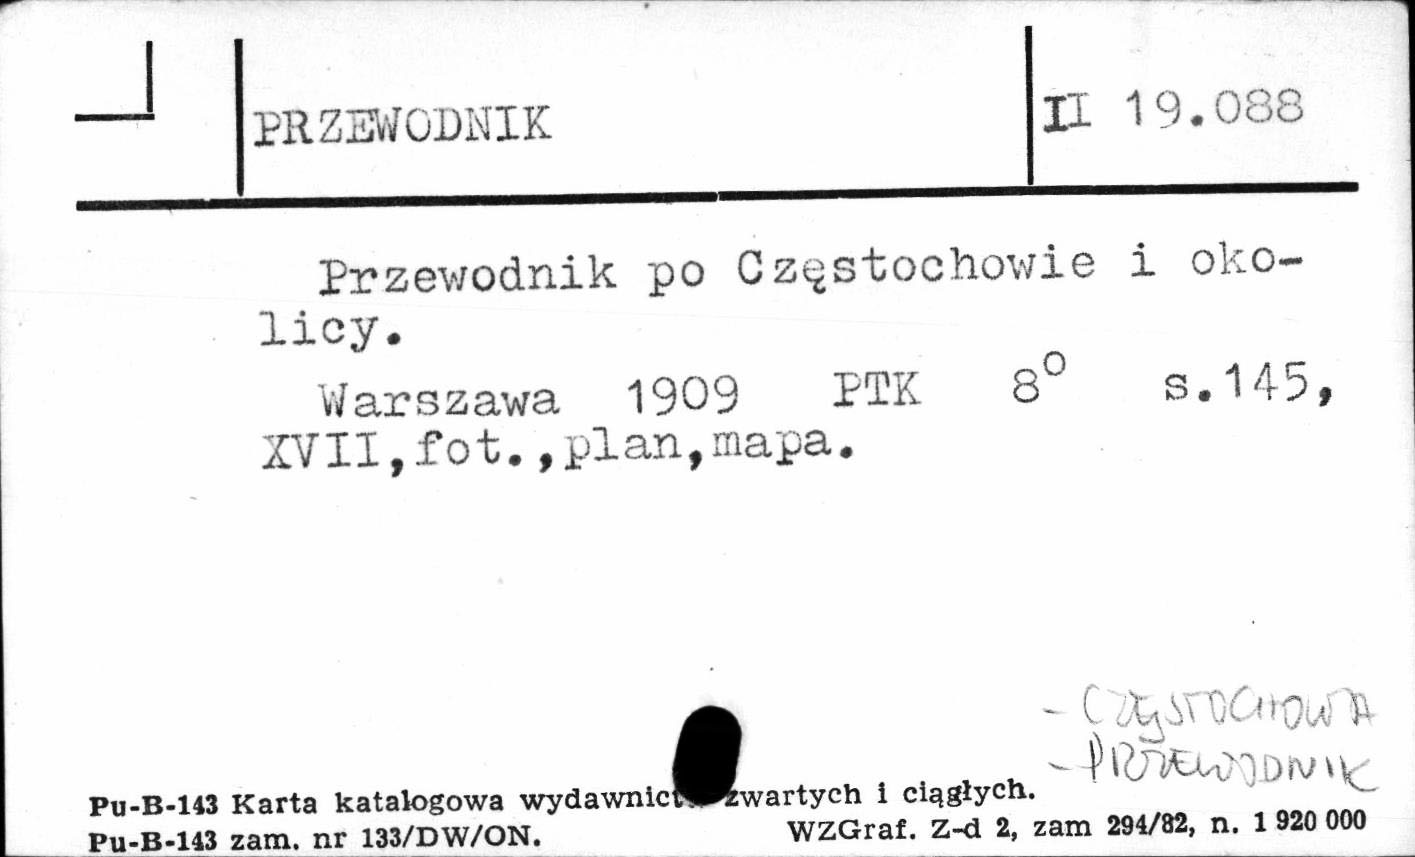 PRZEWODNIK
II 19.088
Przewodnik po Częstochowie i oko-
licy.
Warszawa 1909 PTK 8° s.145,
XVII,fot.,plan,mapa.
- CZĘSTOCHOWA
- PRZEWODNIK
Pu-B-143 Karta katalogowa wydawnict zwartych i ciągłych.
Pu-B-143 zam. nr 133/DW/ON. WZGraf. Z-d 2, zam 294/82, n. 1 920 000